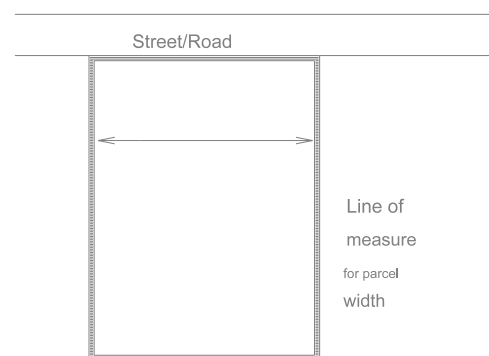 Street/Road
Line of
measure
for parcel
width